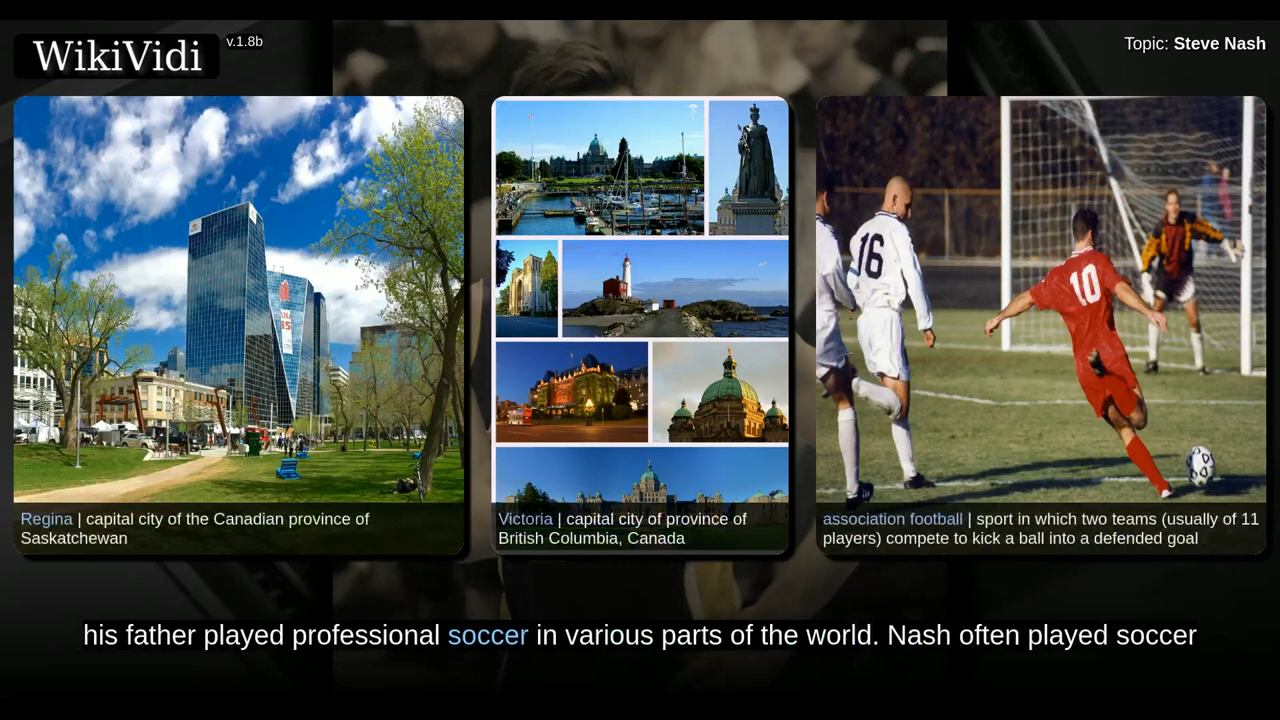 WikiVidi v.1.8b
Topic: Steve Nash
16
10
Regina | capital city of the Canadian province of
Saskatchewan
Victoria | capital city of province of
British Columbia, Canada
association football | sport in which two teams (usually of 11
players) compete to kick a ball into a defended goal
his father played professional soccer in various parts of the world. Nash often played soccer